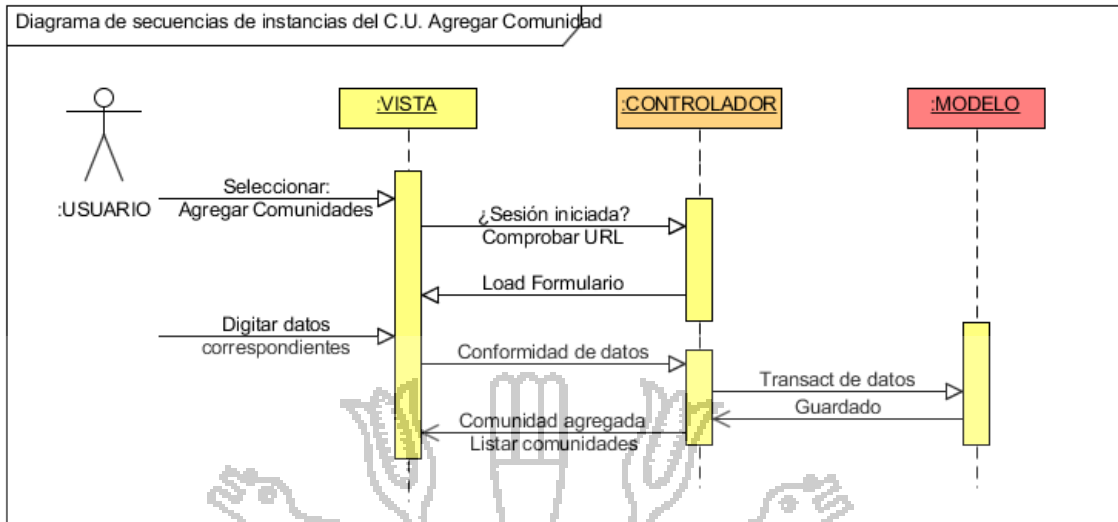 Diagrama de secuencias de instancias del C.U. Agregar Comunidad
:VISTA
:CONTROLADOR
:MODELO
:USUARIO
Seleccionar:
Agregar Comunidades
¿Sesión iniciada?
Comprobar URL
Load Formulario
Digitar datos
correspondientes
Conformidad de datos
Transact de datos
Guardado
Comunidad agregada
Listar comunidades